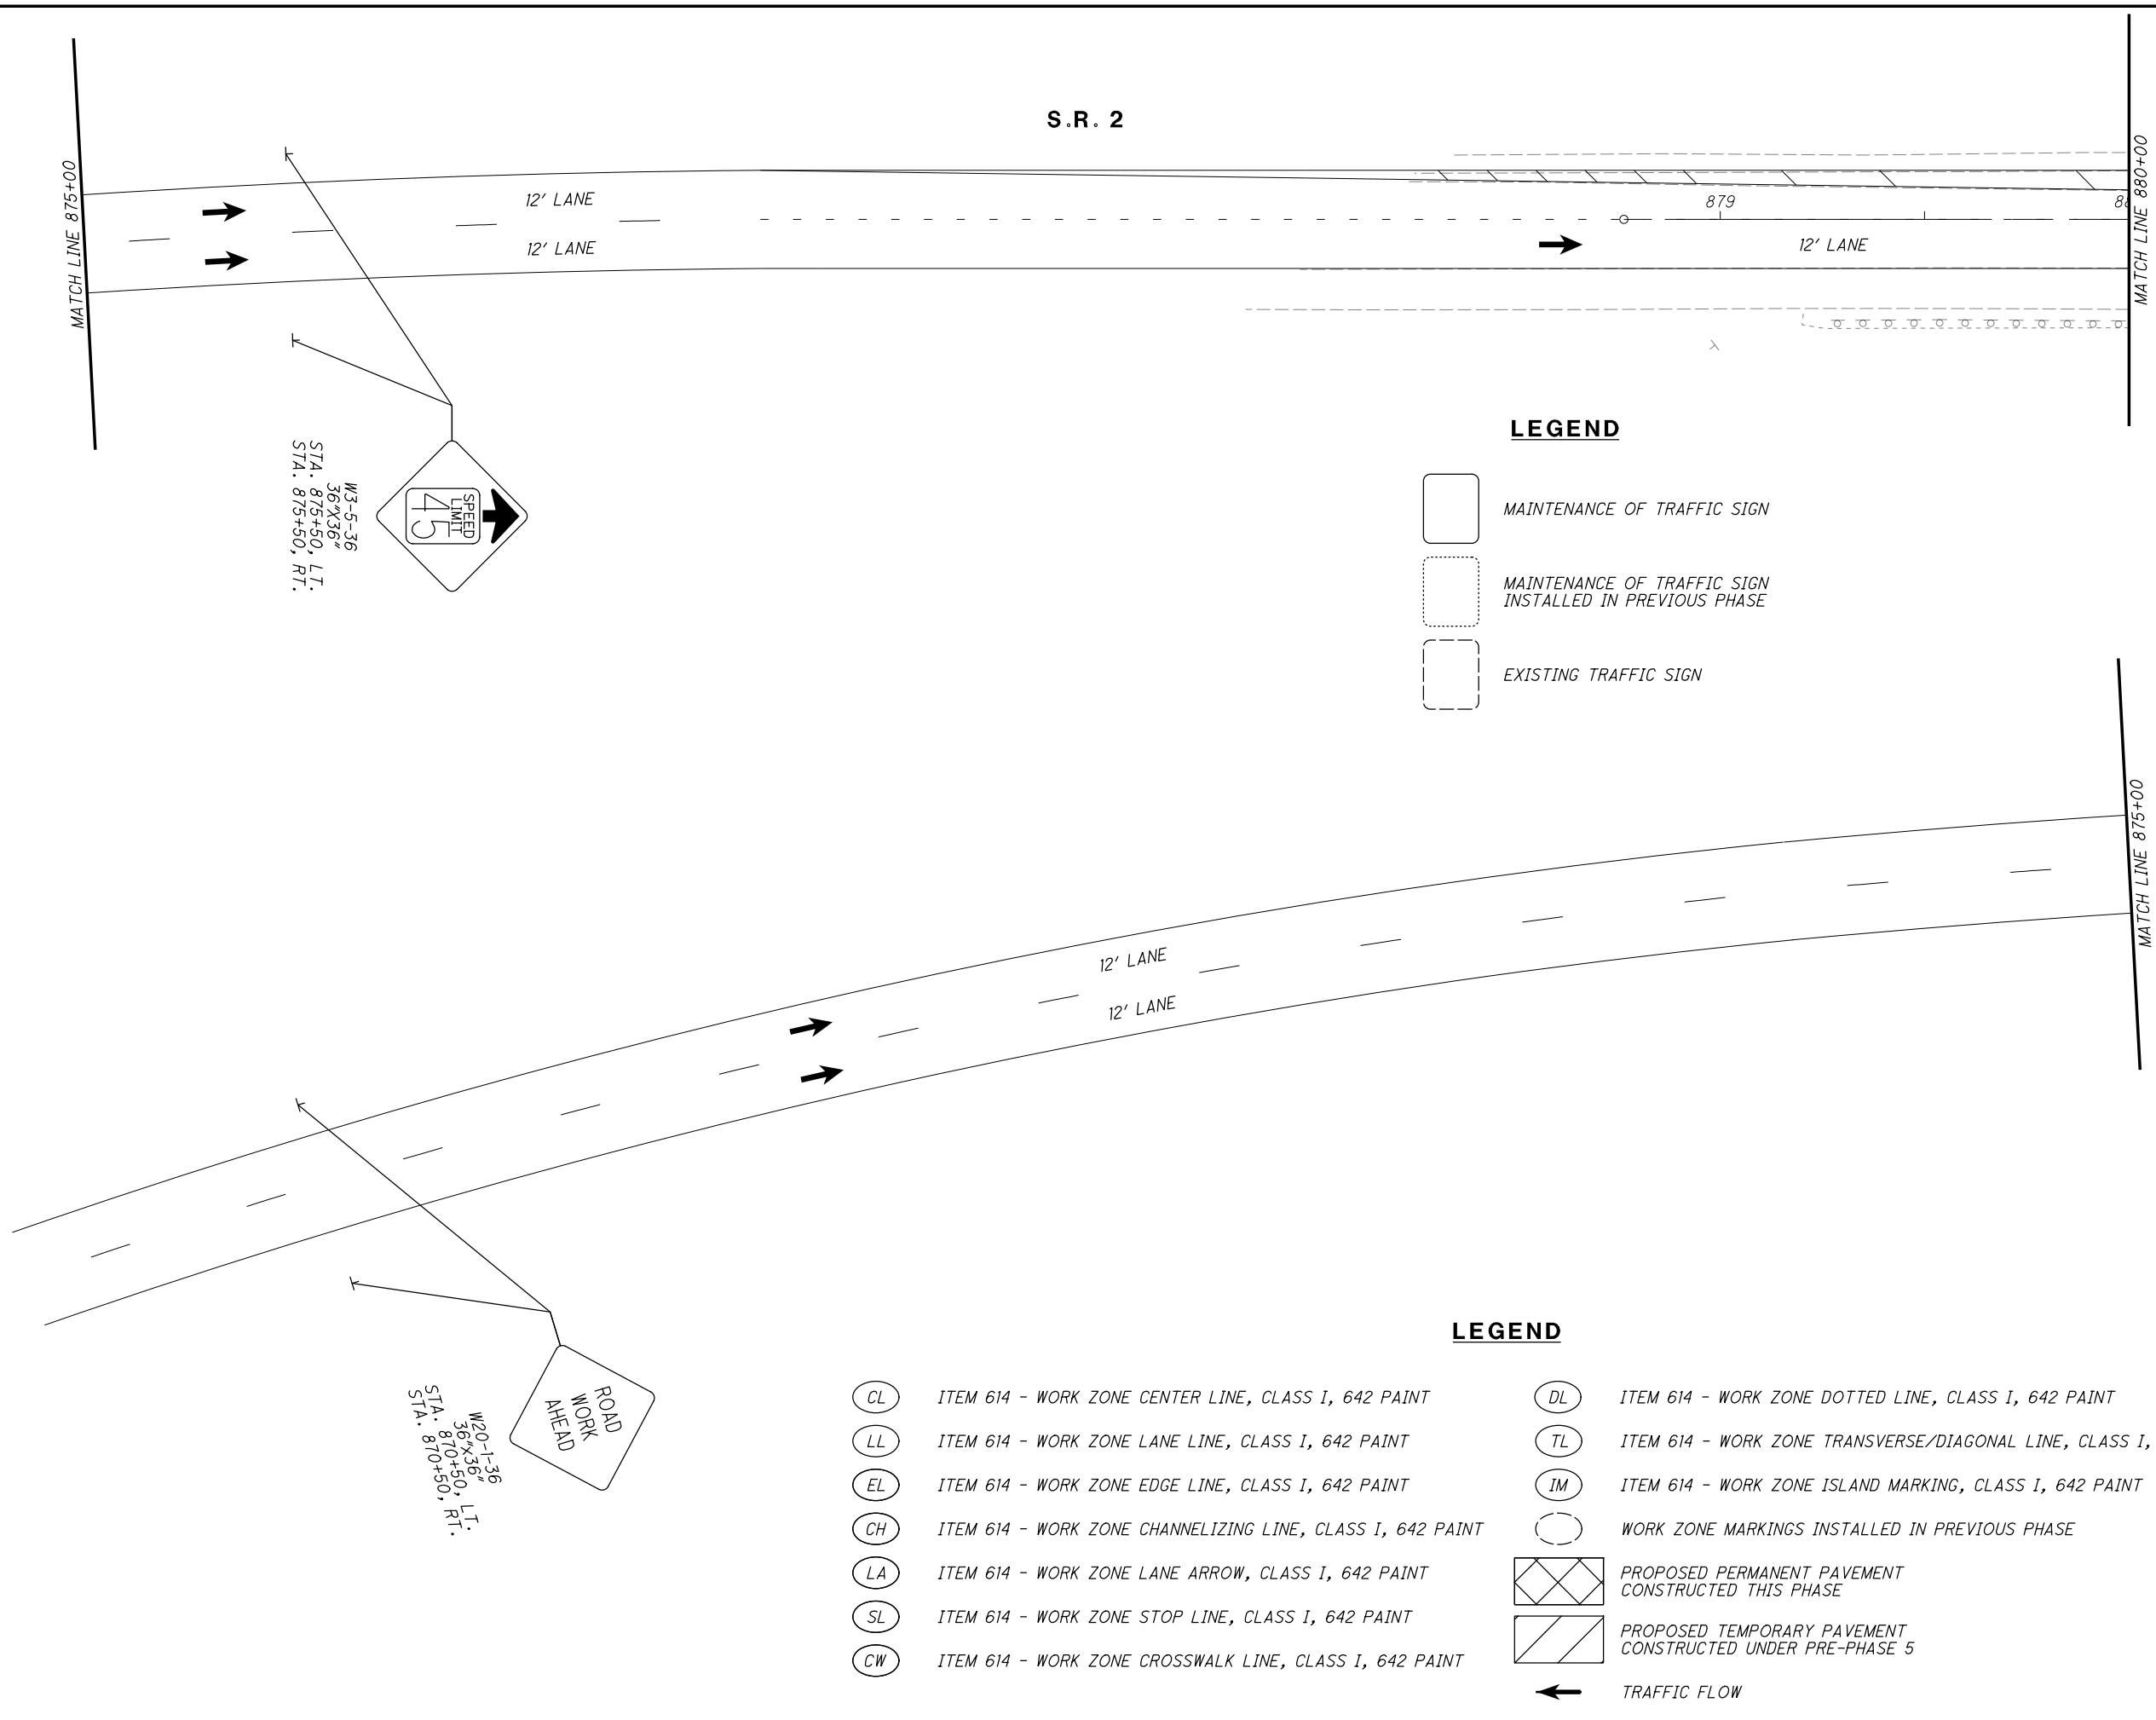 S.R. 2
MATCH LINE 875+00
12' LANE
12' LANE
879
12' LANE
MATCH LINE 880+00
SPEED
LIMIT
45
W3-5-36
36"X36"
STA. 875+50, LT.
STA. 875+50, RT.
LEGEND
MAINTENANCE OF TRAFFIC SIGN
MAINTENANCE OF TRAFFIC SIGN
INSTALLED IN PREVIOUS PHASE
EXISTING TRAFFIC SIGN
MATCH LINE 875+00
12' LANE
12' LANE
ROAD
WORK
AHEAD
W20-1-36
36"X36"
STA. 870+50, LT.
STA. 870+50, RT.
LEGEND
CL ITEM 614 - WORK ZONE CENTER LINE, CLASS I, 642 PAINT
LL ITEM 614 - WORK ZONE LANE LINE, CLASS I, 642 PAINT
EL ITEM 614 - WORK ZONE EDGE LINE, CLASS I, 642 PAINT
CH ITEM 614 - WORK ZONE CHANNELIZING LINE, CLASS I, 642 PAINT
LA ITEM 614 - WORK ZONE LANE ARROW, CLASS I, 642 PAINT
SL ITEM 614 - WORK ZONE STOP LINE, CLASS I, 642 PAINT
CW ITEM 614 - WORK ZONE CROSSWALK LINE, CLASS I, 642 PAINT
DL ITEM 614 - WORK ZONE DOTTED LINE, CLASS I, 642 PAINT
TL ITEM 614 - WORK ZONE TRANSVERSE/DIAGONAL LINE, CLASS I,
IM ITEM 614 - WORK ZONE ISLAND MARKING, CLASS I, 642 PAINT
WORK ZONE MARKINGS INSTALLED IN PREVIOUS PHASE
PROPOSED PERMANENT PAVEMENT
CONSTRUCTED THIS PHASE
PROPOSED TEMPORARY PAVEMENT
CONSTRUCTED UNDER PRE-PHASE 5
TRAFFIC FLOW